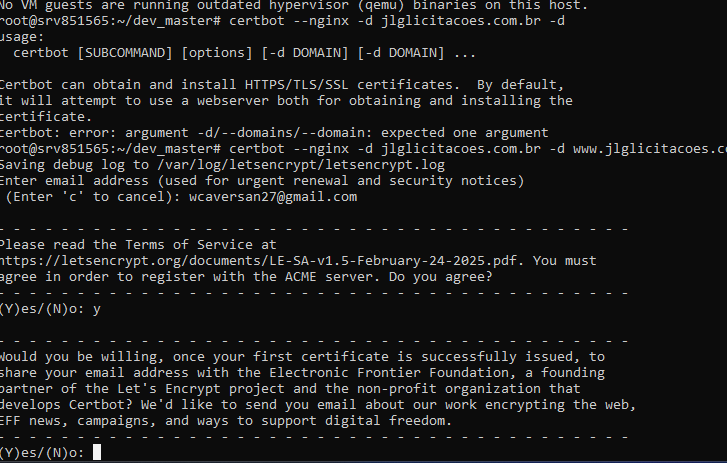 No VM guests are running outdated hypervisor (qemu) binaries on this host.
root@srv851565:~/dev_master# certbot --nginx -d jlglicitacoes.com.br -d
usage:
  certbot [SUBCOMMAND] [options] [-d DOMAIN] [-d DOMAIN] ...
Certbot can obtain and install HTTPS/TLS/SSL certificates.  By default,
it will attempt to use a webserver both for obtaining and installing the
certificate.
certbot: error: argument -d/--domains/--domain: expected one argument
root@srv851565:~/dev_master# certbot --nginx -d jlglicitacoes.com.br -d www.jlglicitacoes.co
Saving debug log to /var/log/letsencrypt/letsencrypt.log
Enter email address (used for urgent renewal and security notices)
 (Enter 'c' to cancel): wcaversan27@gmail.com
- - - - - - - - - - - - - - - - - - - - - - - - - - - - - - - - - - - - - - - -
Please read the Terms of Service at
https://letsencrypt.org/documents/LE-SA-v1.5-February-24-2025.pdf. You must
agree in order to register with the ACME server. Do you agree?
- - - - - - - - - - - - - - - - - - - - - - - - - - - - - - - - - - - - - - - -
(Y)es/(N)o: y
- - - - - - - - - - - - - - - - - - - - - - - - - - - - - - - - - - - - - - - -
Would you be willing, once your first certificate is successfully issued, to
share your email address with the Electronic Frontier Foundation, a founding
partner of the Let's Encrypt project and the non-profit organization that
develops Certbot? We'd like to send you email about our work encrypting the web,
EFF news, campaigns, and ways to support digital freedom.
- - - - - - - - - - - - - - - - - - - - - - - - - - - - - - - - - - - - - - - -
(Y)es/(N)o: